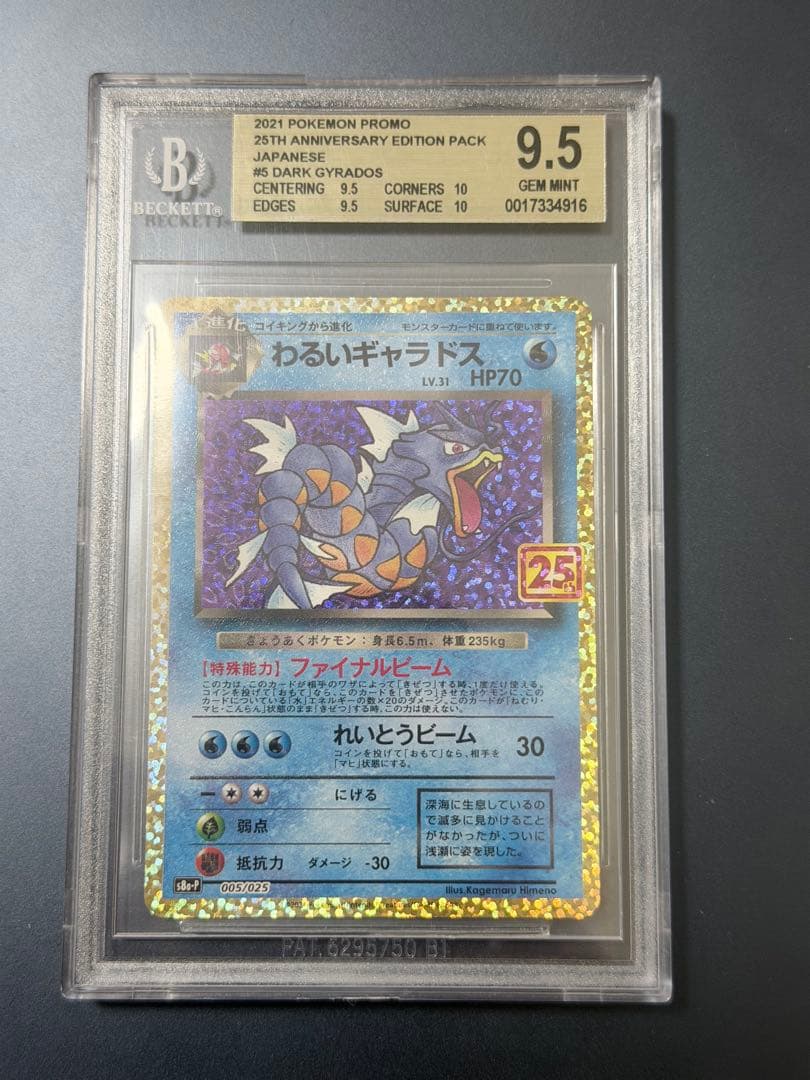 2021 POKEMON PROMO
25TH ANNIVERSARY EDITION PACK
JAPANESE
#5 DARK GYRADOS
CENTERING 9.5 CORNERS 10
EDGES 9.5 SURFACE 10
9.5
GEM MINT
0017334916
B
BECKETT®
進化
コイキングから進化
モンスターカードに重ねて使います。
わるいギャラドス
LV.31 HP70
25
きょうあくポケモン：身長6.5m、体重235kg
【特殊能力】ファイナルビーム
この力は、このカードが相手のワザによって「きぜつ」する時、1度だけ使える。
コインを投げて「おもて」なら、このカードを「きぜつ」させたポケモンに、この
カードについている「水」エネルギーの数×20のダメージ。このカードが「ねむり・
マヒ・こんらん」状態のまま「きぜつ」する時、この力は使えない。
れいとうビーム 30
コインを投げて「おもて」なら、相手を
「マヒ」状態にする。
にげる
弱点
抵抗力 ダメージ -30
深海に生息しているの
で滅多に見かけること
がなかったが、ついに
浅瀬に姿を現した。
s8a-P 005/025
Illus.Kagemaru Himeno
PAT. 6295750 B1